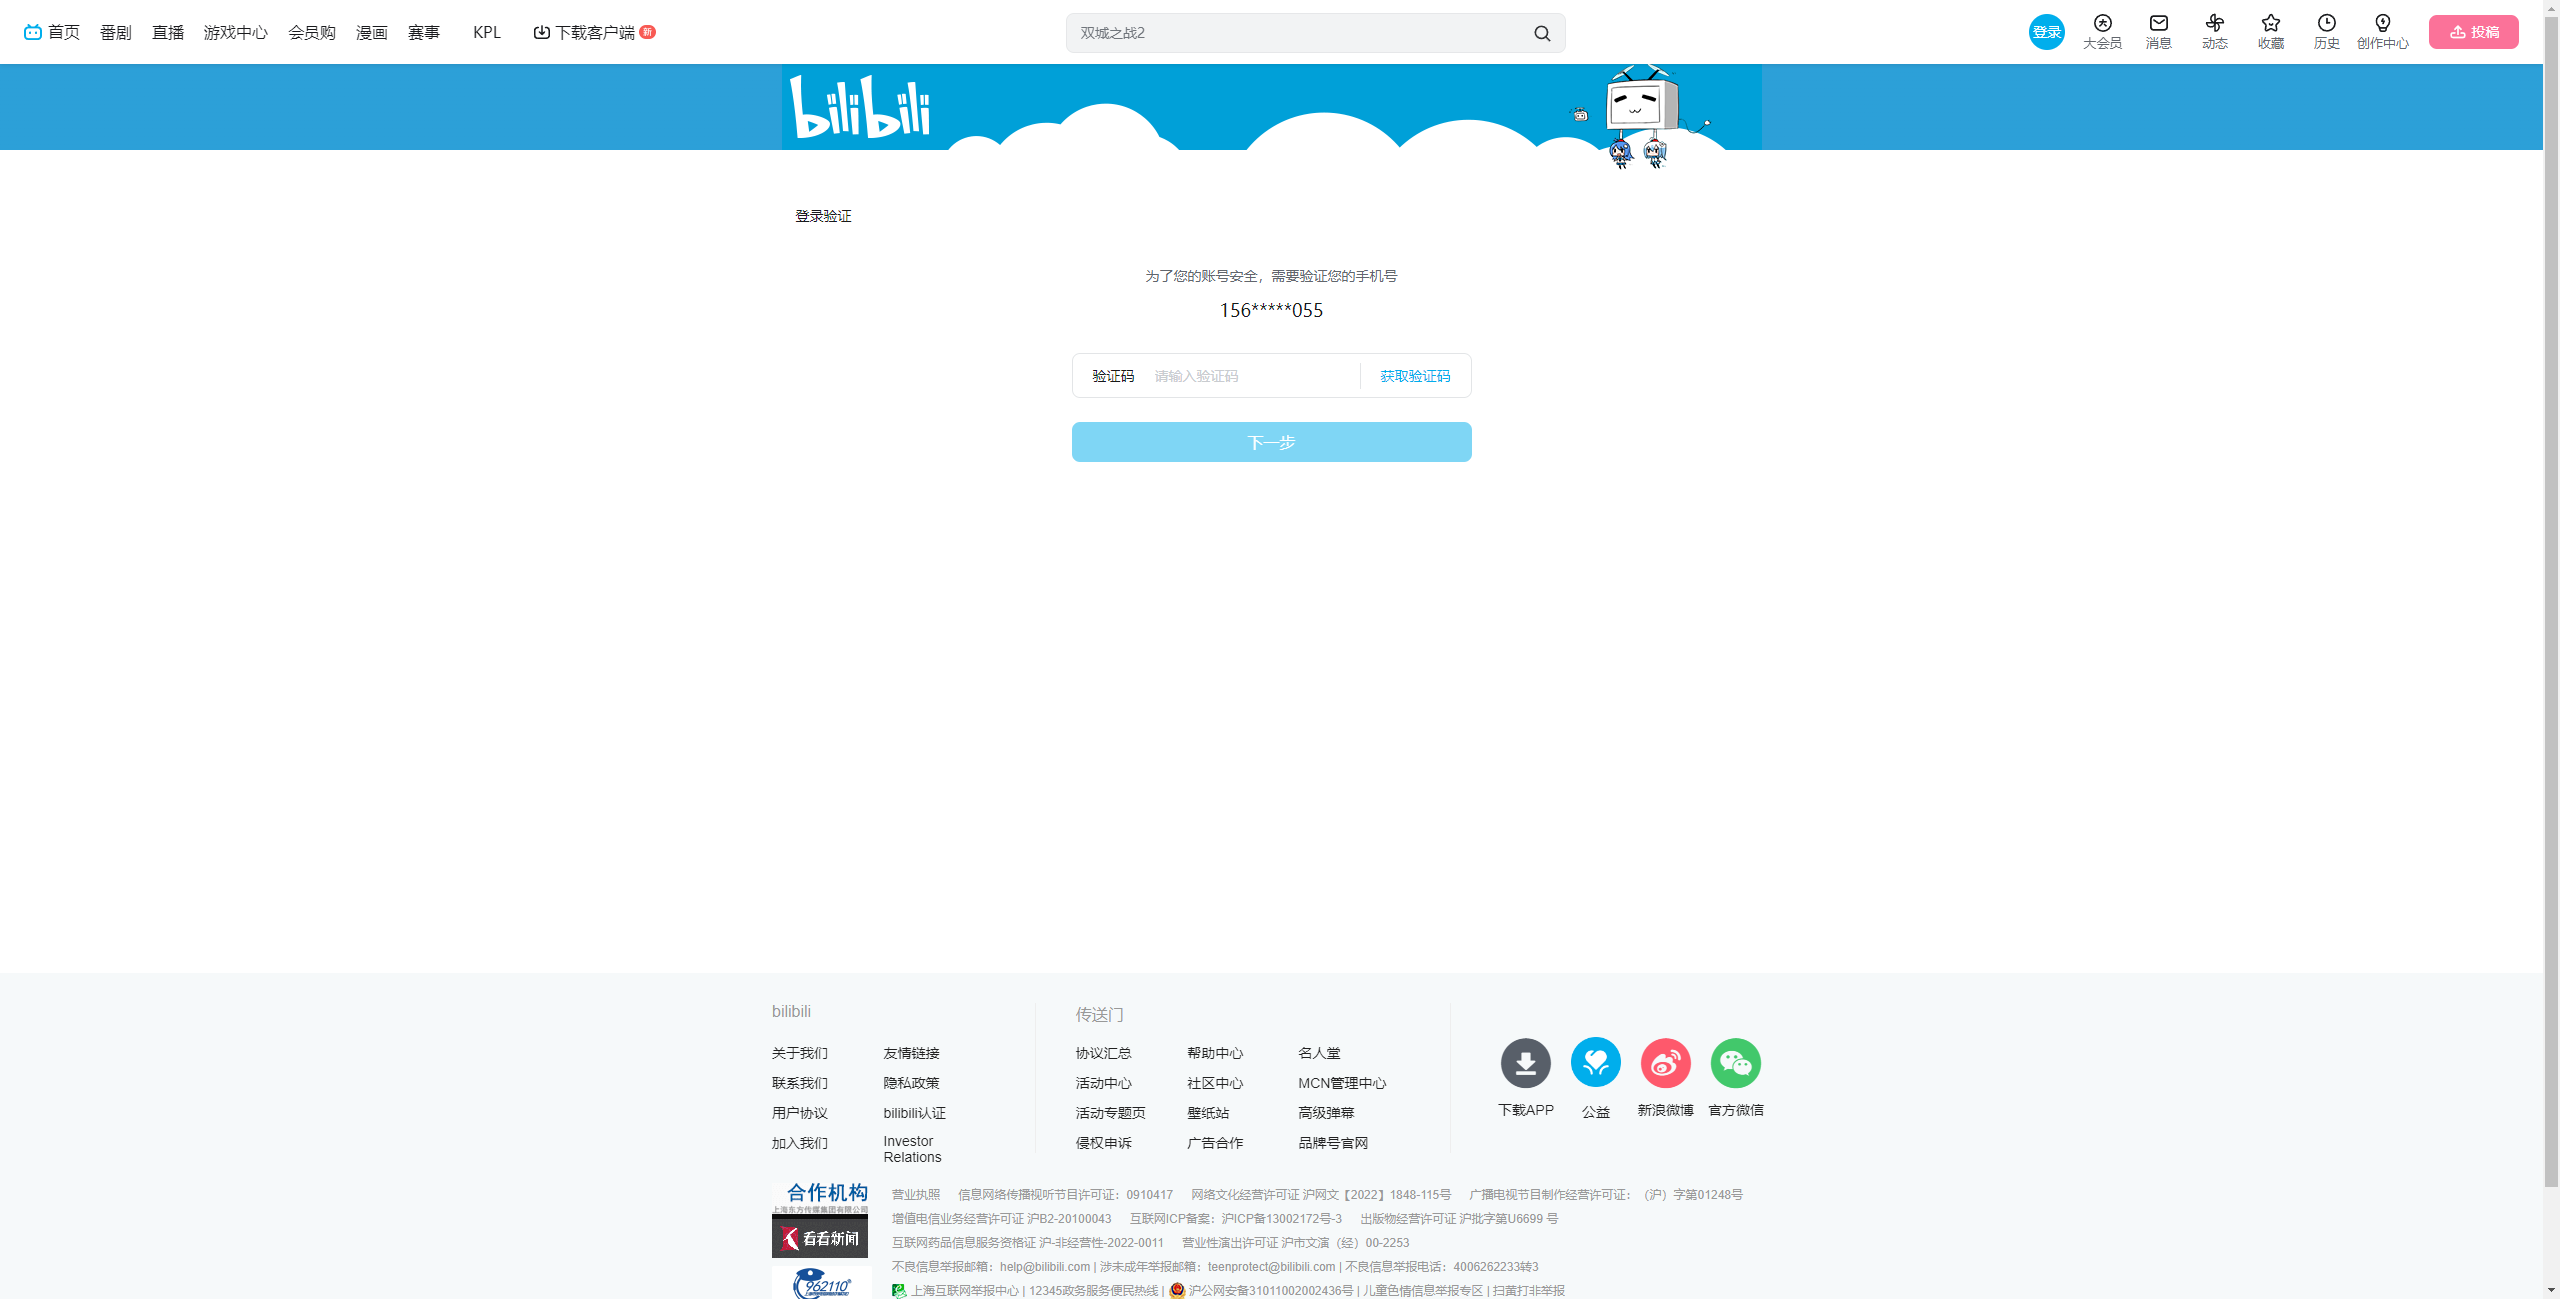 首页 番剧 直播 游戏中心 会员购 漫画 赛事 KPL 下载客户端 新
双城之战2
登录 大会员 消息 动态 收藏 历史 创作中心 投稿
bilibili
登录验证
为了您的账号安全，需要验证您的手机号
156*****055
验证码 请输入验证码 获取验证码
下一步
bilibili
关于我们 友情链接
联系我们 隐私政策
用户协议 bilibili认证
加入我们 Investor Relations
传送门
协议汇总 帮助中心 名人堂
活动中心 社区中心 MCN管理中心
活动专题页 壁纸站 高级弹幕
侵权申诉 广告合作 品牌号官网
下载APP 公益 新浪微博 官方微信
合作机构
上海东方传媒集团有限公司
看看新闻
962110
营业执照 信息网络传播视听节目许可证：0910417 网络文化经营许可证 沪网文【2022】1848-115号 广播电视节目制作经营许可证：（沪）字第01248号
增值电信业务经营许可证 沪B2-20100043 互联网ICP备案：沪ICP备13002172号-3 出版物经营许可证 沪批字第U6699 号
互联网药品信息服务资格证 沪-非经营性-2022-0011 营业性演出许可证 沪市文演（经）00-2253
不良信息举报邮箱：help@bilibili.com | 涉未成年举报邮箱：teenprotect@bilibili.com | 不良信息举报电话：4006262233转3
上海互联网举报中心 | 12345政务服务便民热线 | 沪公网安备31011002002436号 | 儿童色情信息举报专区 | 扫黄打非举报